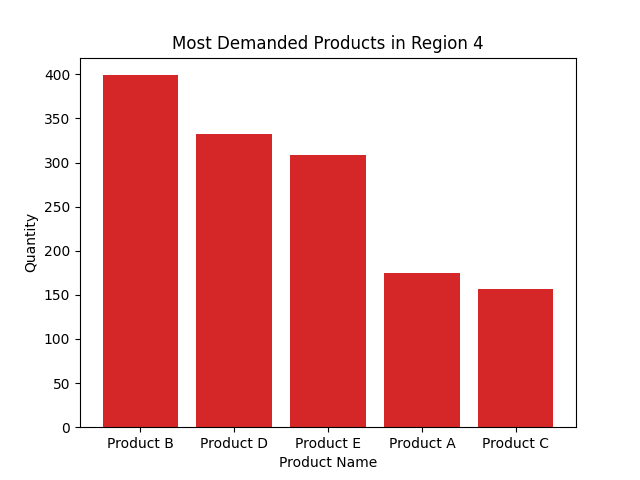 Most Demanded Products in Region 4
400
350
300
250
200
150
100
50
0
Quantity
Product B Product D Product E Product A Product C
Product Name